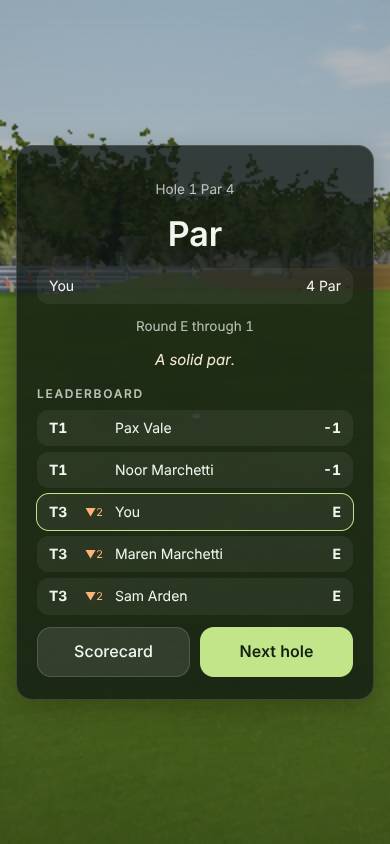 Hole 1 Par 4
Par
You 4 Par
Round E through 1
A solid par.
LEADERBOARD
T1 Pax Vale -1
T1 Noor Marchetti -1
T3 ▼2 You E
T3 ▼2 Maren Marchetti E
T3 ▼2 Sam Arden E
Scorecard Next hole